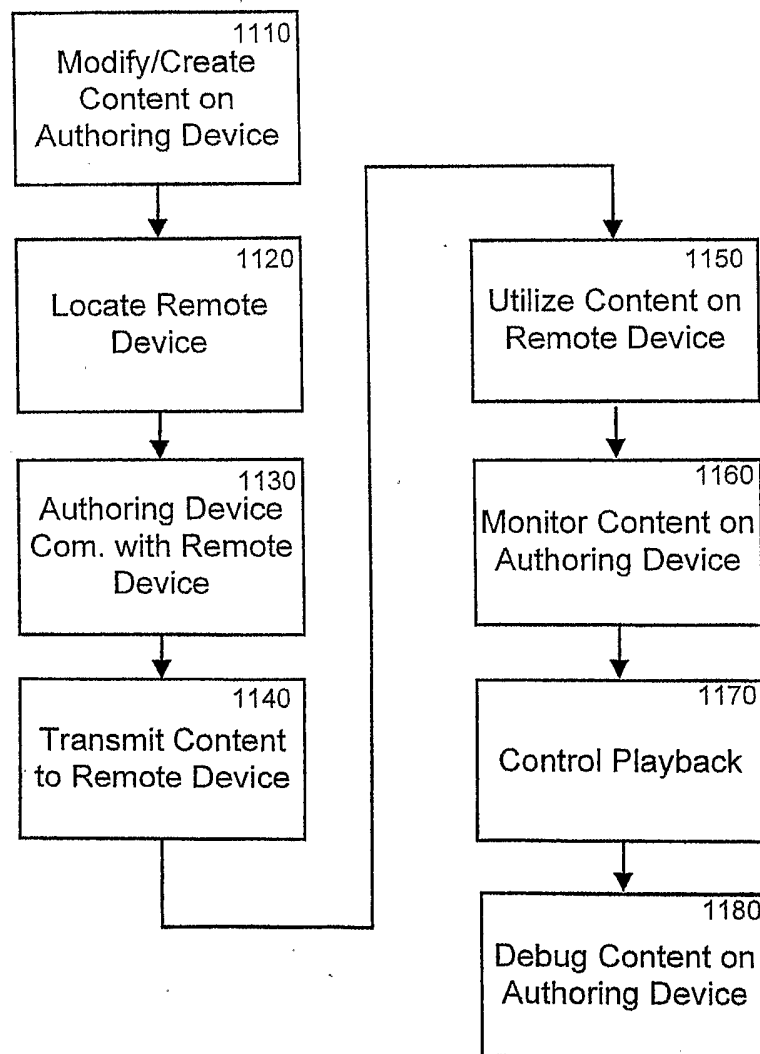 1110
Modify/Create
Content on
Authoring Device
1120
Locate Remote
Device
1130
Authoring Device
Com. with Remote
Device
1140
Transmit Content
to Remote Device
1150
Utilize Content on
Remote Device
1160
Monitor Content on
Authoring Device
1170
Control Playback
1180
Debug Content on
Authoring Device